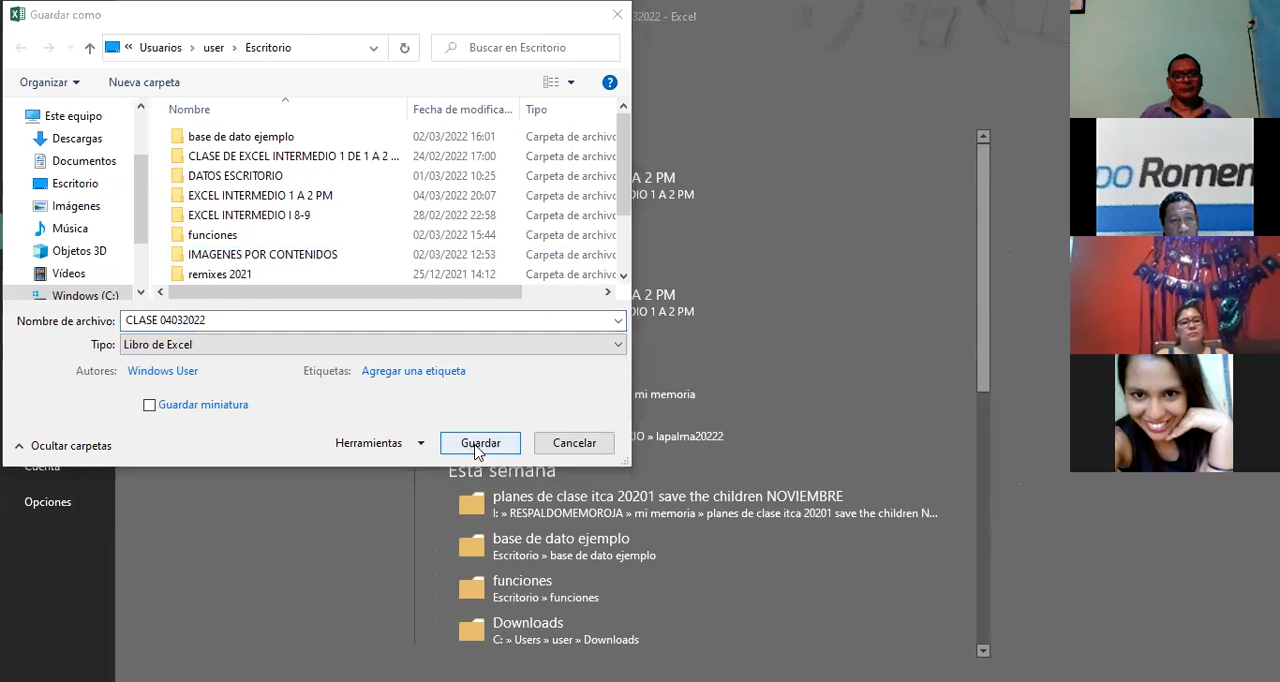 Guardar como
32022 - Excel
« Usuarios › user › Escritorio
Buscar en Escritorio
Organizar
Nueva carpeta
Este equipo
Descargas
Documentos
Escritorio
Imágenes
Música
Objetos 3D
Vídeos
Windows (C:)
Nombre
Fecha de modifica...
Tipo
base de dato ejemplo
02/03/2022 16:01
Carpeta de archivo
CLASE DE EXCEL INTERMEDIO 1 DE 1 A 2 ...
24/02/2022 17:00
Carpeta de archivo
DATOS ESCRITORIO
01/03/2022 10:25
Carpeta de archivo
EXCEL INTERMEDIO 1 A 2 PM
04/03/2022 20:07
Carpeta de archivo
EXCEL INTERMEDIO I 8-9
28/02/2022 22:58
Carpeta de archivo
funciones
02/03/2022 15:44
Carpeta de archivo
IMAGENES POR CONTENIDOS
02/03/2022 12:53
Carpeta de archivo
remixes 2021
25/12/2021 14:12
Carpeta de archivo
Nombre de archivo: CLASE 04032022
Tipo: Libro de Excel
Autores: Windows User
Etiquetas: Agregar una etiqueta
Guardar miniatura
Ocultar carpetas
Herramientas
Guardar
Cancelar
A 2 PM
DIO 1 A 2 PM
A 2 PM
DIO 1 A 2 PM
mi memoria
IO » lapalma20222
Cuenta
Opciones
Esta semana
planes de clase itca 20201 save the children NOVIEMBRE
I: » RESPALDOMEMOROJA » mi memoria » planes de clase itca 20201 save the children N...
base de dato ejemplo
Escritorio » base de dato ejemplo
funciones
Escritorio » funciones
Downloads
C: » Users » user » Downloads
po Romen